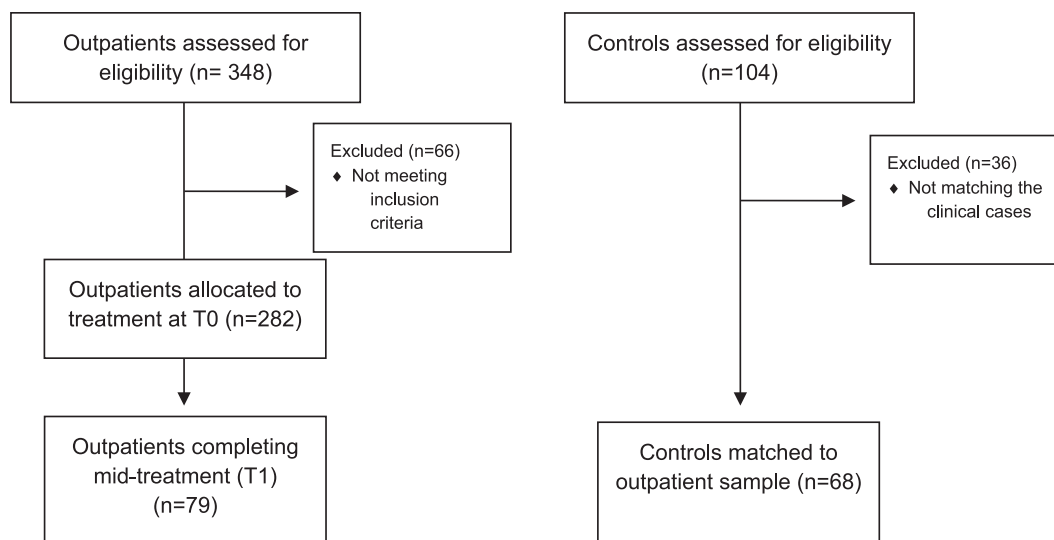 Outpatients assessed for
eligibility (n= 348)
Excluded (n=66)
♦ Not meeting
inclusion
criteria
Outpatients allocated to
treatment at T0 (n=282)
Outpatients completing
mid-treatment (T1)
(n=79)
Controls assessed for eligibility
(n=104)
Excluded (n=36)
♦ Not matching the
clinical cases
Controls matched to
outpatient sample (n=68)